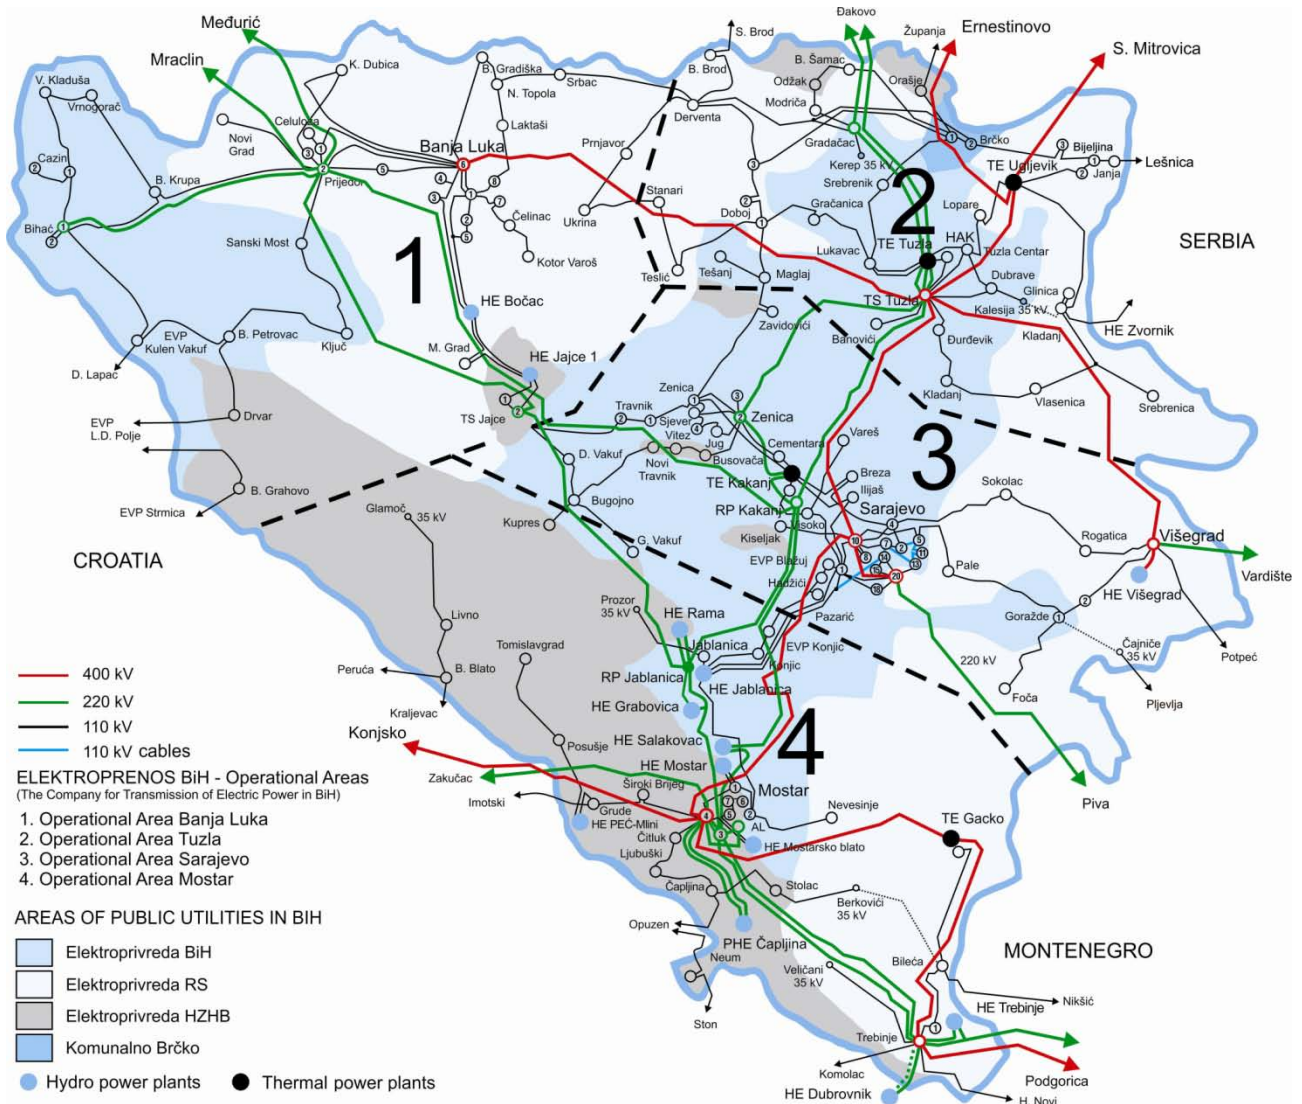 Međurić
Mraclin
Đakovo
Ernestinovo
S. Mitrovica
Županja
S. Brod
B. Brod
B. Šamac
Odžak
Orašje
Modriča
K. Dubica
B. Gradiška
Srbac
N. Topola
V. Kladuša
Vrnograč
Celuloza
Novi
Grad
Laktaši
Derventa
Banja Luka
Prnjavor
Gradačac
Brčko
Bijeljina
Lešnica
Janja
Kerep 35 kV
TE Ugljevik
Cazin
B. Krupa
Prijedor
Srebrenik
Stanari
2
Bihać
Čelinac
Ukrina
Doboj
Gračanica
Lopare
SERBIA
Sanski Most
1
Kotor Varoš
Lukavac
TE Tuzla
HAK
Tuzla Centar
Teslić
Tešanj
Maglaj
Dubrave
Glinica
TS Tuzla
Kalesija 35 kV
HE Bočac
Zavidovići
Banovići
HE Zvornik
EVP
Kulen Vakuf
B. Petrovac
Ključ
M. Grad
Đurđevik
Kladanj
HE Jajce 1
D. Lapac
Kladanj
Vlasenica
Srebrenica
TS Jajce
Zenica
Travnik
Sjever
Zenica
EVP
L.D. Polje
Drvar
Vitez
Jug
Vareš
3
Novi
Travnik
Busovača
Cementara
D. Vakuf
TE Kakanj
Breza
Ilijaš
Sokolac
B. Grahovo
Bugojno
RP Kakanj
Sarajevo
EVP Strmica
Glamoč
35 kV
Kupres
Visoko
Kiseljak
Višegrad
CROATIA
G. Vakuf
EVP Blažuj
Rogatica
Hadžići
Pale
Vardište
HE Višegrad
Prozor
35 kV
HE Rama
Pazarić
Goražde
Livno
Tomislavgrad
Jablanica
EVP Konjic
Čajniče
35 kV
Potpeć
Peruća
B. Blato
RP Jablanica
Konjic
220 kV
HE Jablanica
Foča
Pljevlja
Kraljevac
HE Grabovica
400 kV
220 kV
110 kV
110 kV cables
Konjsko
Posušje
HE Salakovac
4
HE Mostar
Zakučac
Piva
ELEKTROPRENOS BiH - Operational Areas
(The Company for Transmission of Electric Power in BiH)
1. Operational Area Banja Luka
2. Operational Area Tuzla
3. Operational Area Sarajevo
4. Operational Area Mostar
Široki Brijeg
Mostar
Imotski
Grude
Nevesinje
TE Gacko
HE PEĆ-Mlini
AL
Čitluk
HE Mostarsko blato
Ljubuški
Čapljina
Stolac
Berkovići
35 kV
AREAS OF PUBLIC UTILITIES IN BIH
Elektroprivreda BiH
Elektroprivreda RS
Elektroprivreda HZHB
Komunalno Brčko
Hydro power plants
Thermal power plants
Opuzen
PHE Čapljina
MONTENEGRO
Neum
Veličani
35 kV
Bileća
HE Trebinje
Nikšić
Ston
Trebinje
Komolac
Podgorica
HE Dubrovnik
H. Novi